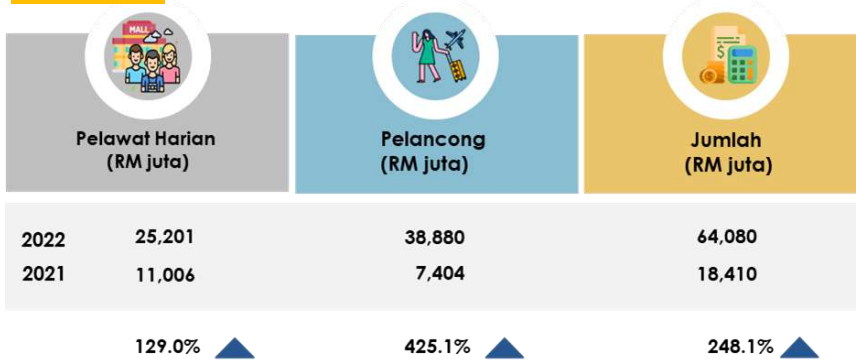 MALL
Pelawat Harian
(RM juta)
Pelancong
(RM juta)
Jumlah
(RM juta)
2022 25,201 38,880 64,080
2021 11,006 7,404 18,410
129.0% 425.1% 248.1%